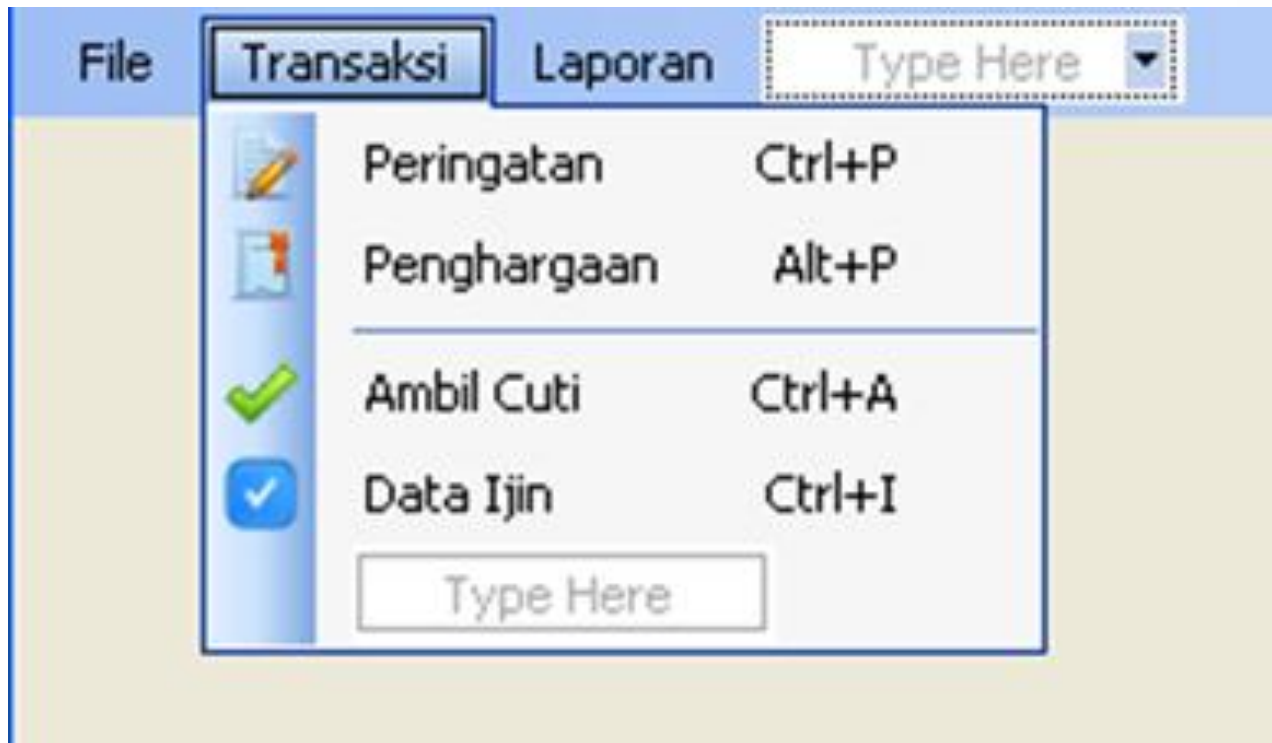 File Transaksi Laporan Type Here
Peringatan Ctrl+P
Penghargaan Alt+P
Ambil Cuti Ctrl+A
Data Ijin Ctrl+I
Type Here